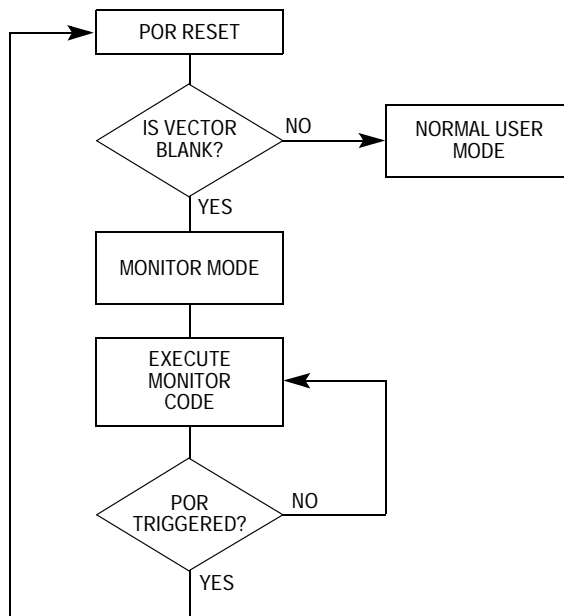 POR RESET
IS VECTOR
BLANK?
NO
NORMAL USER
MODE
YES
MONITOR MODE
EXECUTE
MONITOR
CODE
POR
TRIGGERED?
NO
YES